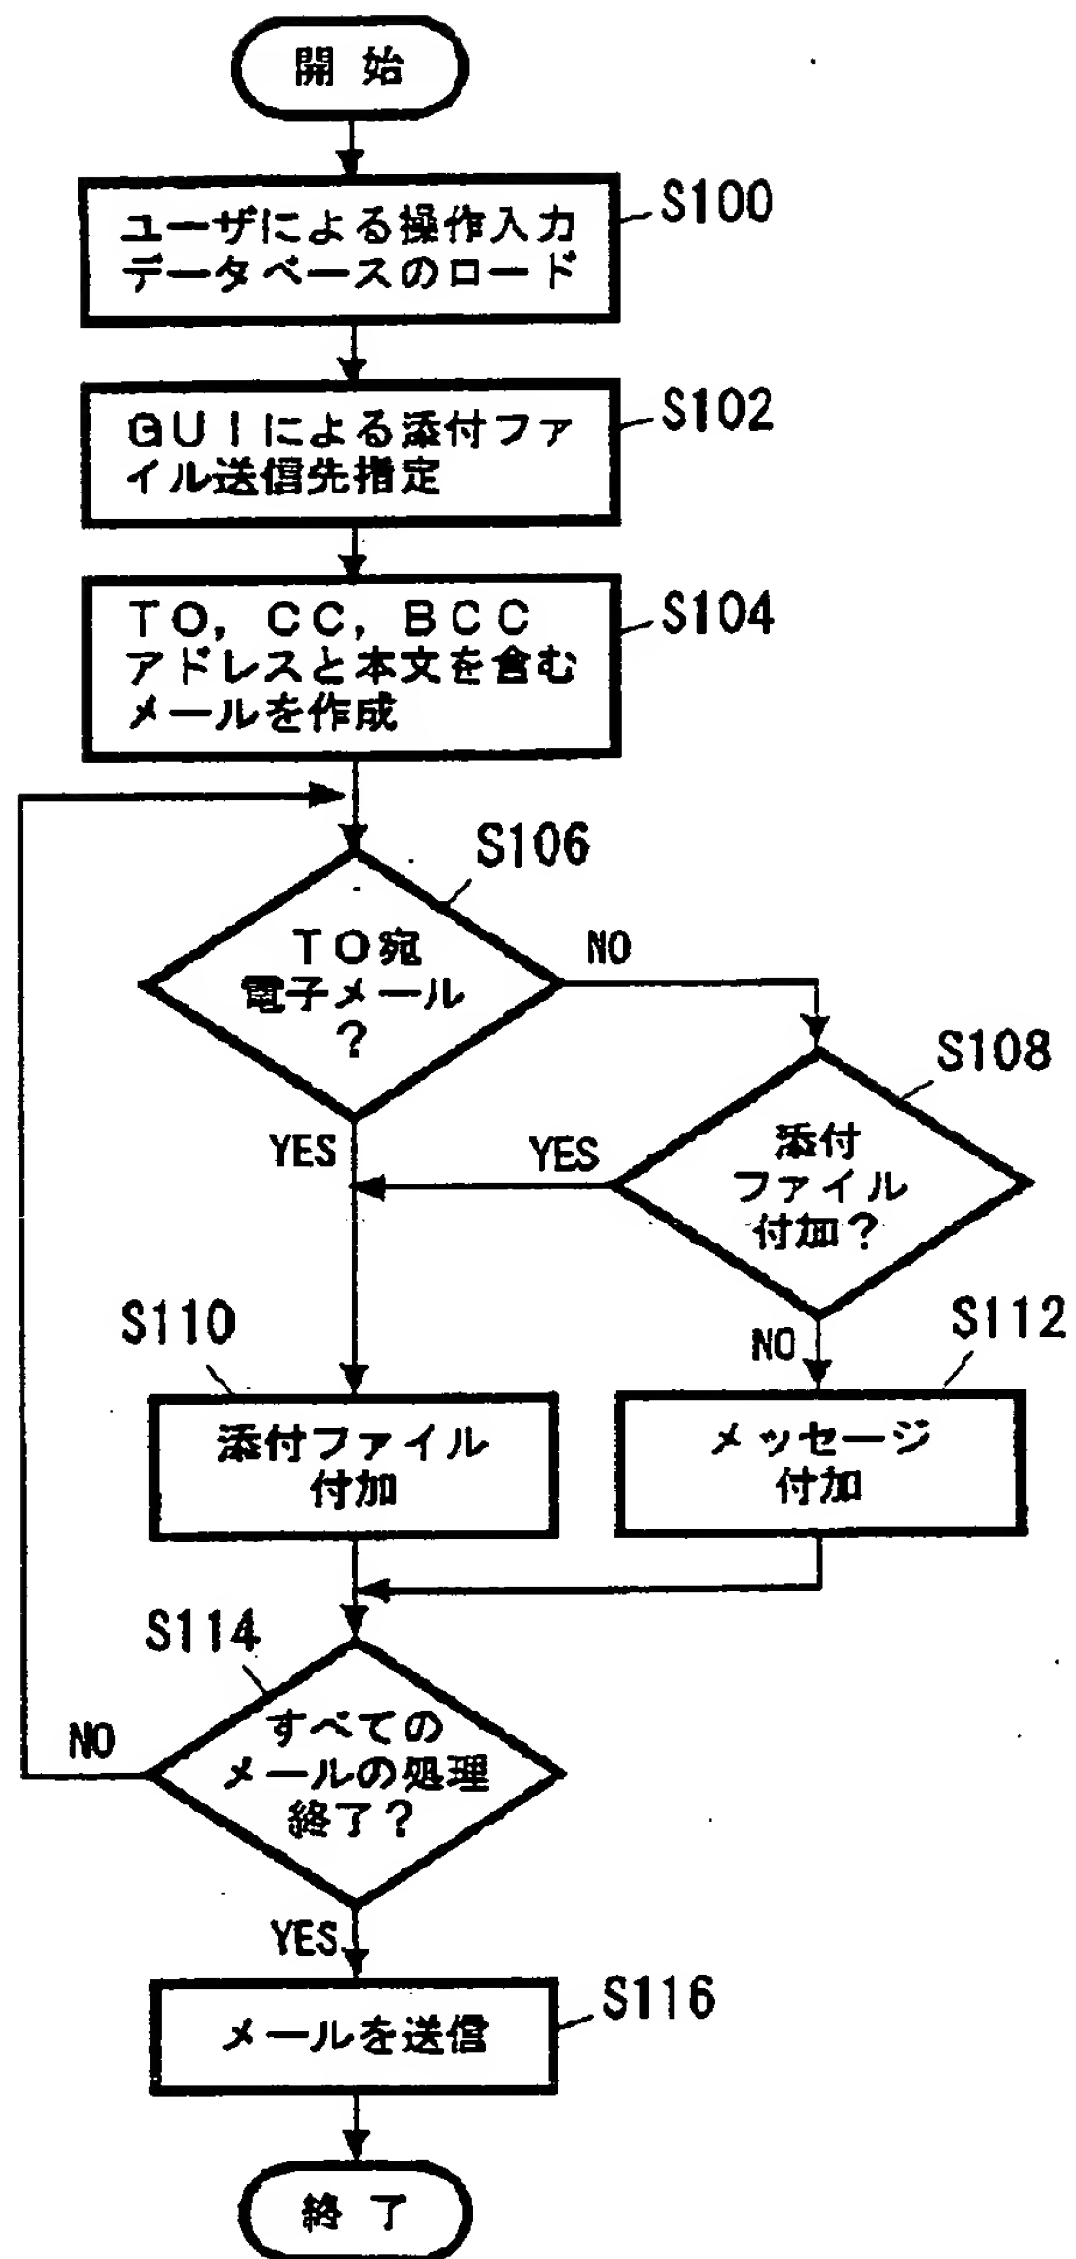 開始
S100
ユーザによる操作入力
データベースのロード
S102
GUIによる添付ファ
イル送信先指定
S104
TO, CC, BCC
アドレスと本文を含む
メールを作成
S106
TO宛
電子メール
?
NO
YES
S108
添付
ファイル
付加?
YES
NO
S110
添付ファイル
付加
S112
メッセージ
付加
S114
すべての
メールの処理
終了?
NO
YES
S116
メールを送信
終了